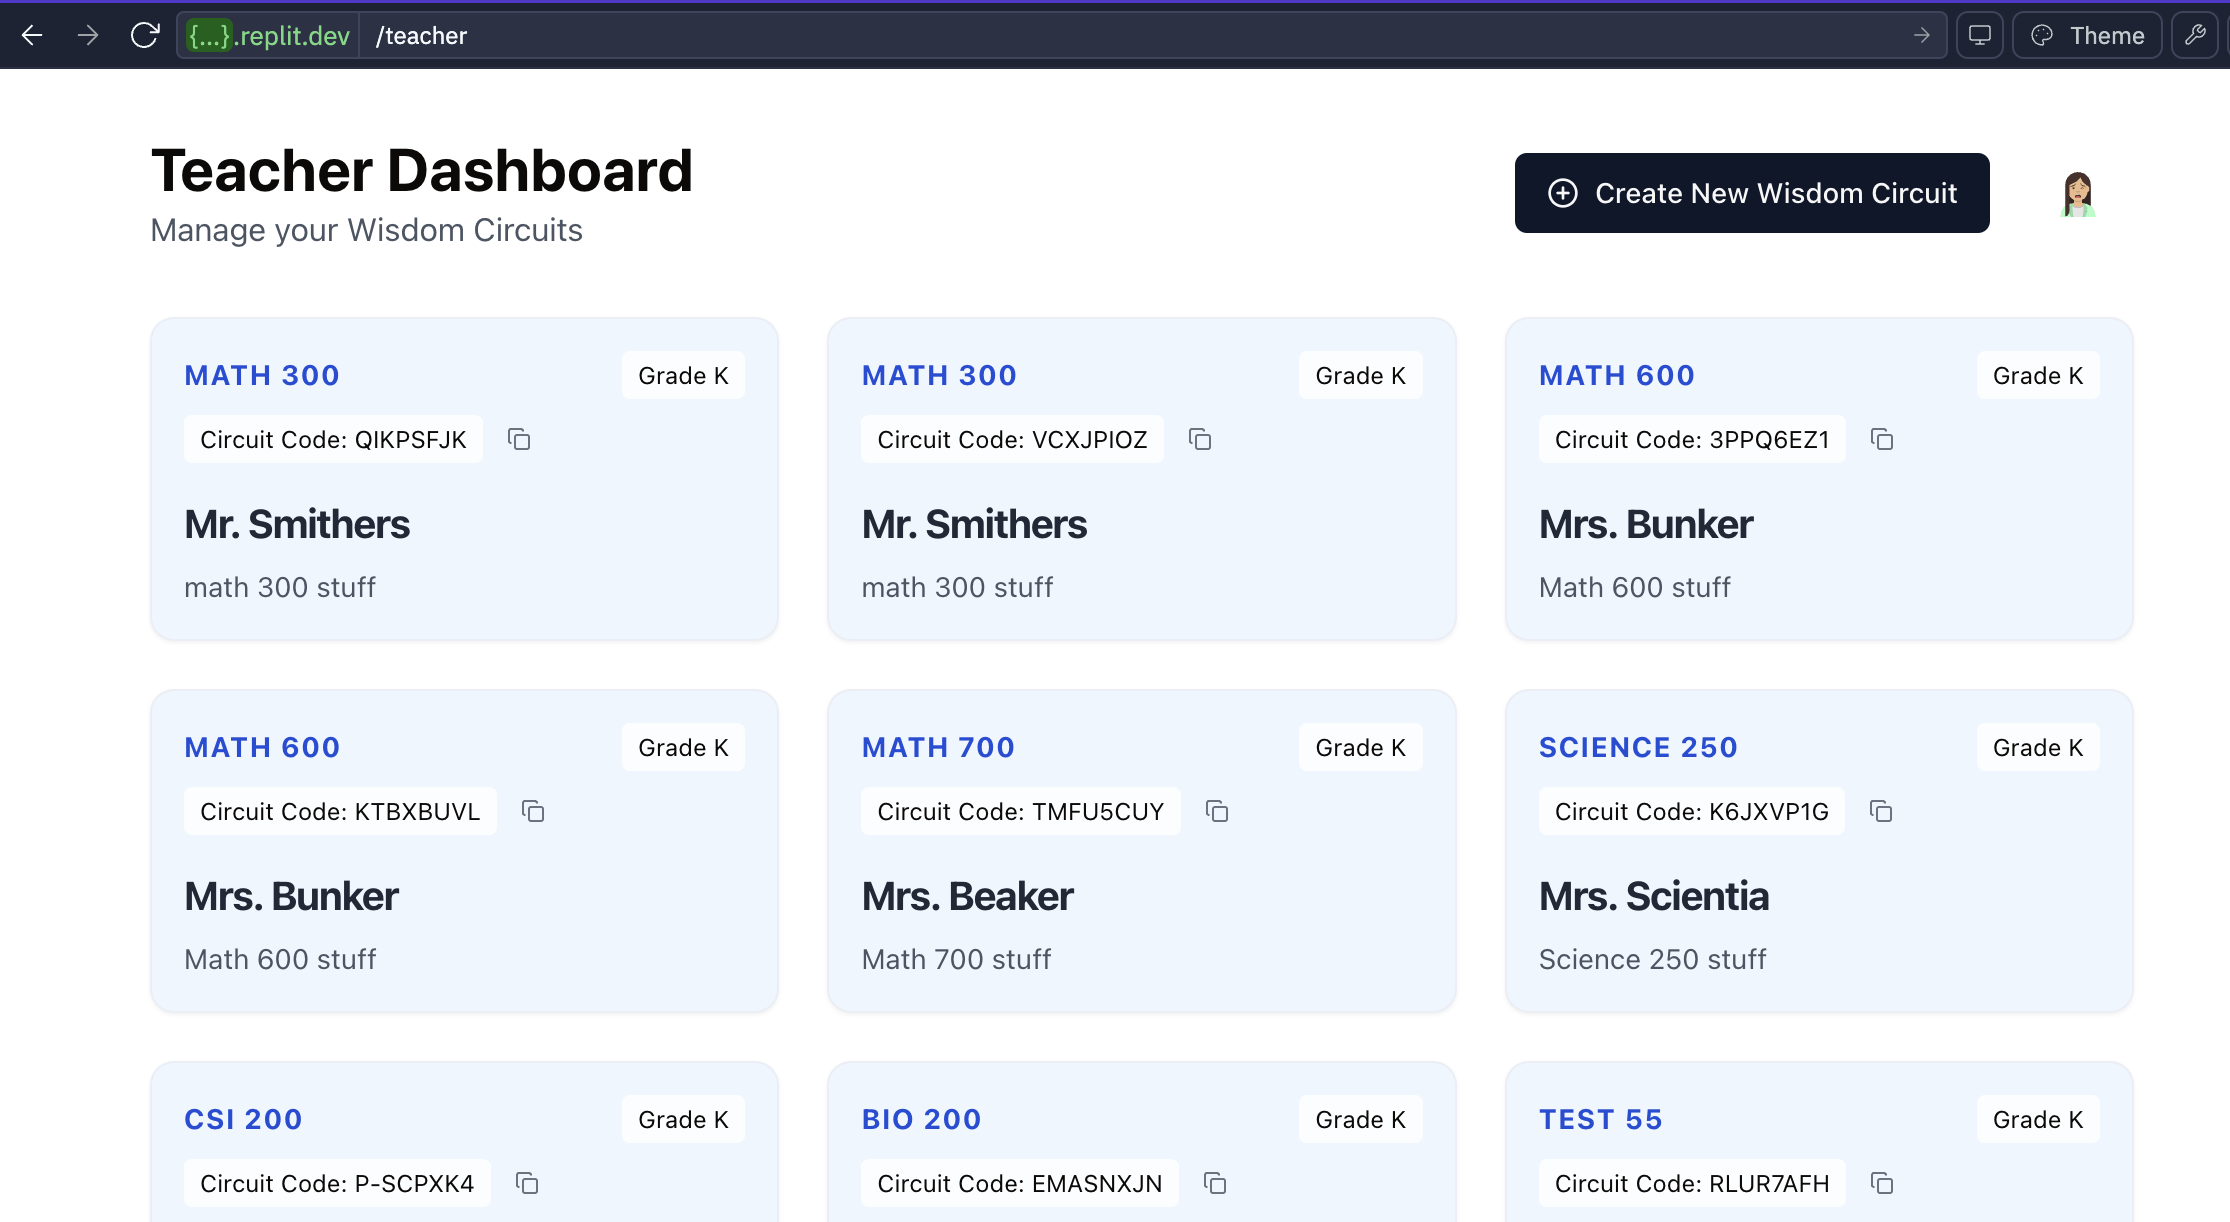 {...}.replit.dev /teacher
Theme
Teacher Dashboard
Manage your Wisdom Circuits
Create New Wisdom Circuit
MATH 300 Grade K
Circuit Code: QIKPSFJK
Mr. Smithers
math 300 stuff
MATH 300 Grade K
Circuit Code: VCXJPIOZ
Mr. Smithers
math 300 stuff
MATH 600 Grade K
Circuit Code: 3PPQ6EZ1
Mrs. Bunker
Math 600 stuff
MATH 600 Grade K
Circuit Code: KTBXBUVL
Mrs. Bunker
Math 600 stuff
MATH 700 Grade K
Circuit Code: TMFU5CUY
Mrs. Beaker
Math 700 stuff
SCIENCE 250 Grade K
Circuit Code: K6JXVP1G
Mrs. Scientia
Science 250 stuff
CSI 200 Grade K
Circuit Code: P-SCPXK4
BIO 200 Grade K
Circuit Code: EMASNXJN
TEST 55 Grade K
Circuit Code: RLUR7AFH